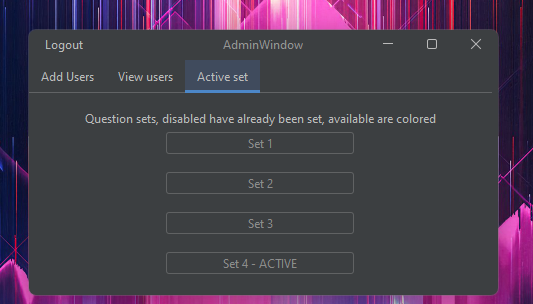 Logout
AdminWindow
Add Users
View users
Active set
Question sets, disabled have already been set, available are colored
Set 1
Set 2
Set 3
Set 4 - ACTIVE